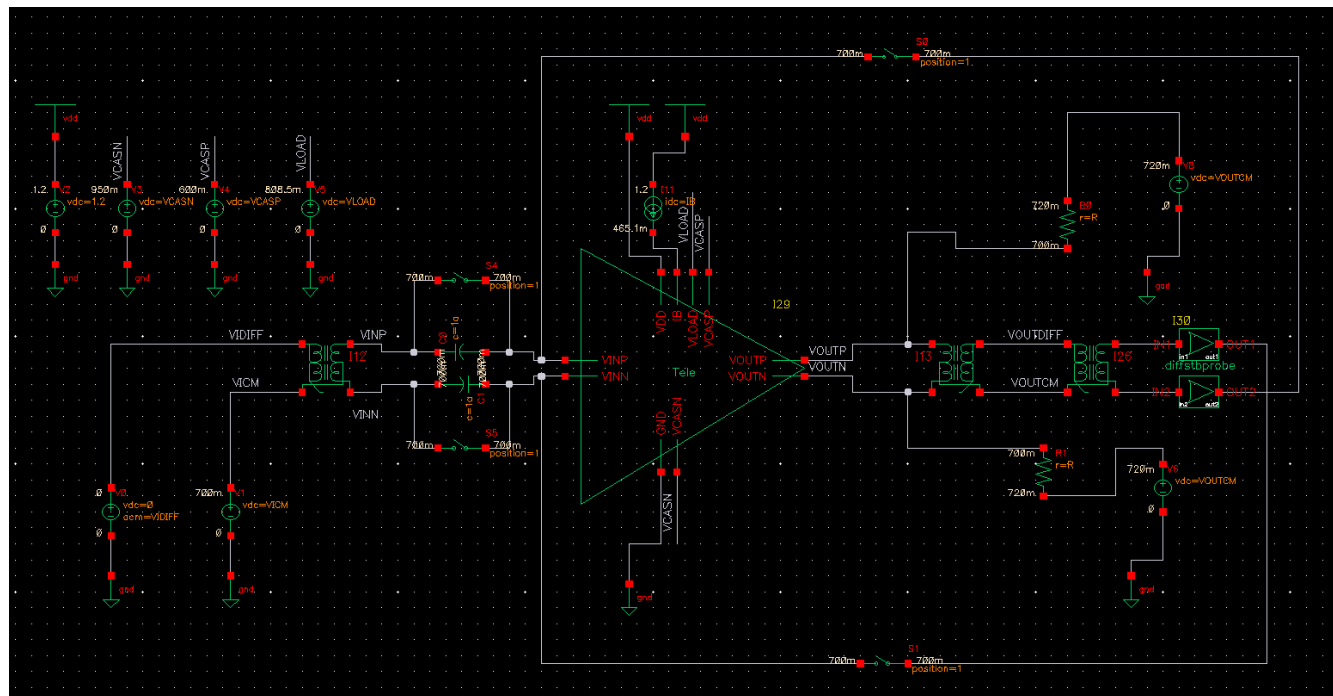 700m
S0
700m
position=1
vdd
vdd
vdd
VCASN
VCASP
VLOAD
1.2
V2
vdc=1.2
0
950m
V3
vdc=VCASN
0
600m
V4
vdc=VCASP
0
808.5m
V5
vdc=VLOAD
0
gnd
gnd
gnd
gnd
1.2
I11
idc=IB
465.1m
VLOAD
VCASP
720m
V8
vdc=VOUTCM
0
720m
R0
r=R
700m
gnd
700m
S4
700m
position=1
I29
VDD
IB
VLOAD
VCASP
VIDIFF
VINP
I12
C0
c=1a
VINP
VINN
Tele
VOUTP
VOUTN
VOUTP
VOUTN
I13
VOUTDIFF
VOUTCM
I26
I30
IN1
in1
out1
OUT1
diffstbprobe
IN2
in2
out2
OUT2
VICM
VINN
c=1a
C1
700m
S5
700m
position=1
GND
VCASN
VCASN
gnd
0
V0
vdc=0
acm=VIDIFF
0
gnd
700m
V1
vdc=VICM
0
gnd
700m
R1
r=R
720m
720m
V6
vdc=VOUTCM
0
gnd
700m
S1
700m
position=1